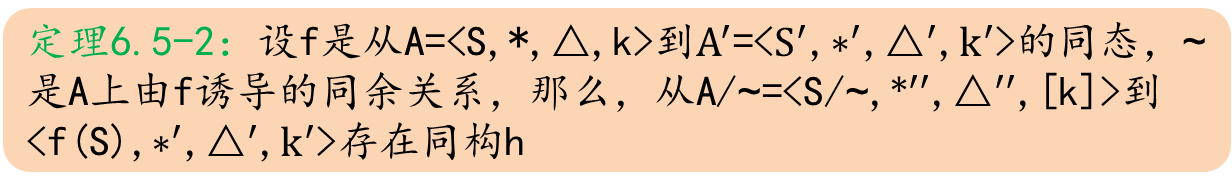 定理6.5-2：设f是从A=<S,*,△,k>到A′=<S′,*′,△′,k′>的同态，~
是A上由f诱导的同余关系，那么，从A/~=<S/~,*″,△″,[k]>到
<f(S),*′,△′,k′>存在同构h